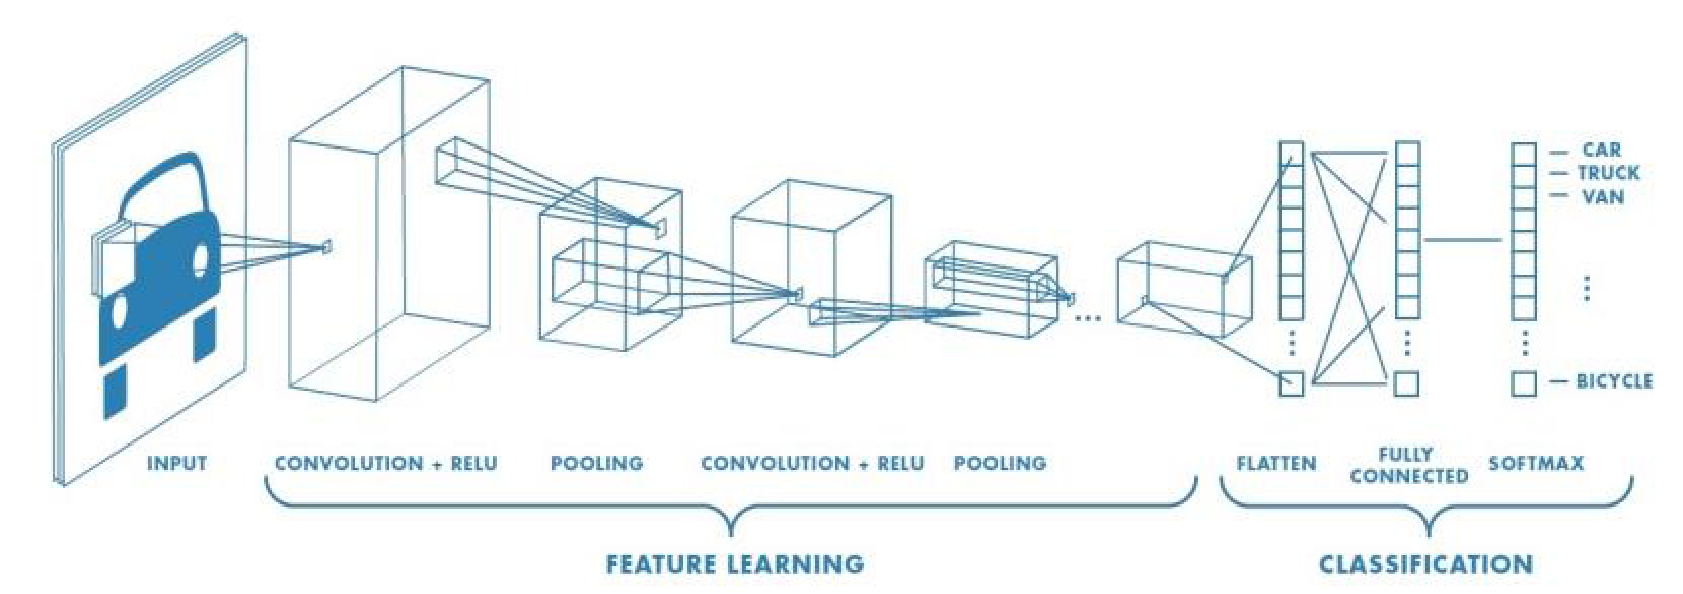 CAR
TRUCK
VAN
BICYCLE
INPUT
CONVOLUTION + RELU
POOLING
CONVOLUTION + RELU
POOLING
FLATTEN
FULLY
CONNECTED
SOFTMAX
FEATURE LEARNING
CLASSIFICATION